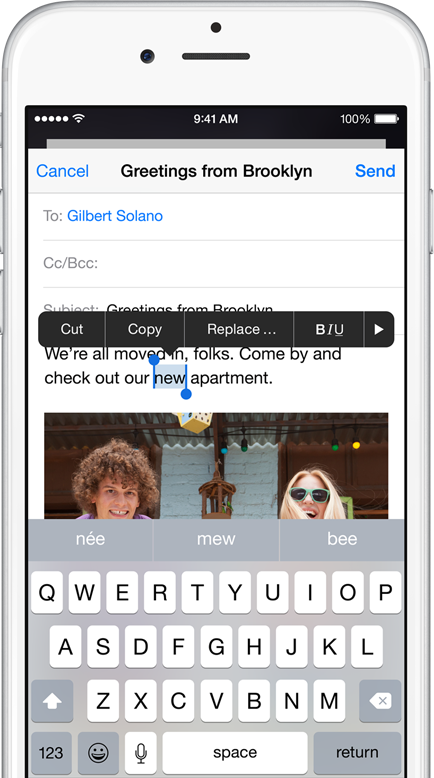 9:41 AM 100%
Cancel Greetings from Brooklyn Send
To: Gilbert Solano
Cc/Bcc:
Subject: Greetings from Brooklyn
Cut Copy Replace... BIU
We're all moved in, folks. Come by and
check out our new apartment.
née mew bee
Q W E R T Y U I O P
A S D F G H J K L
Z X C V B N M
123 space return